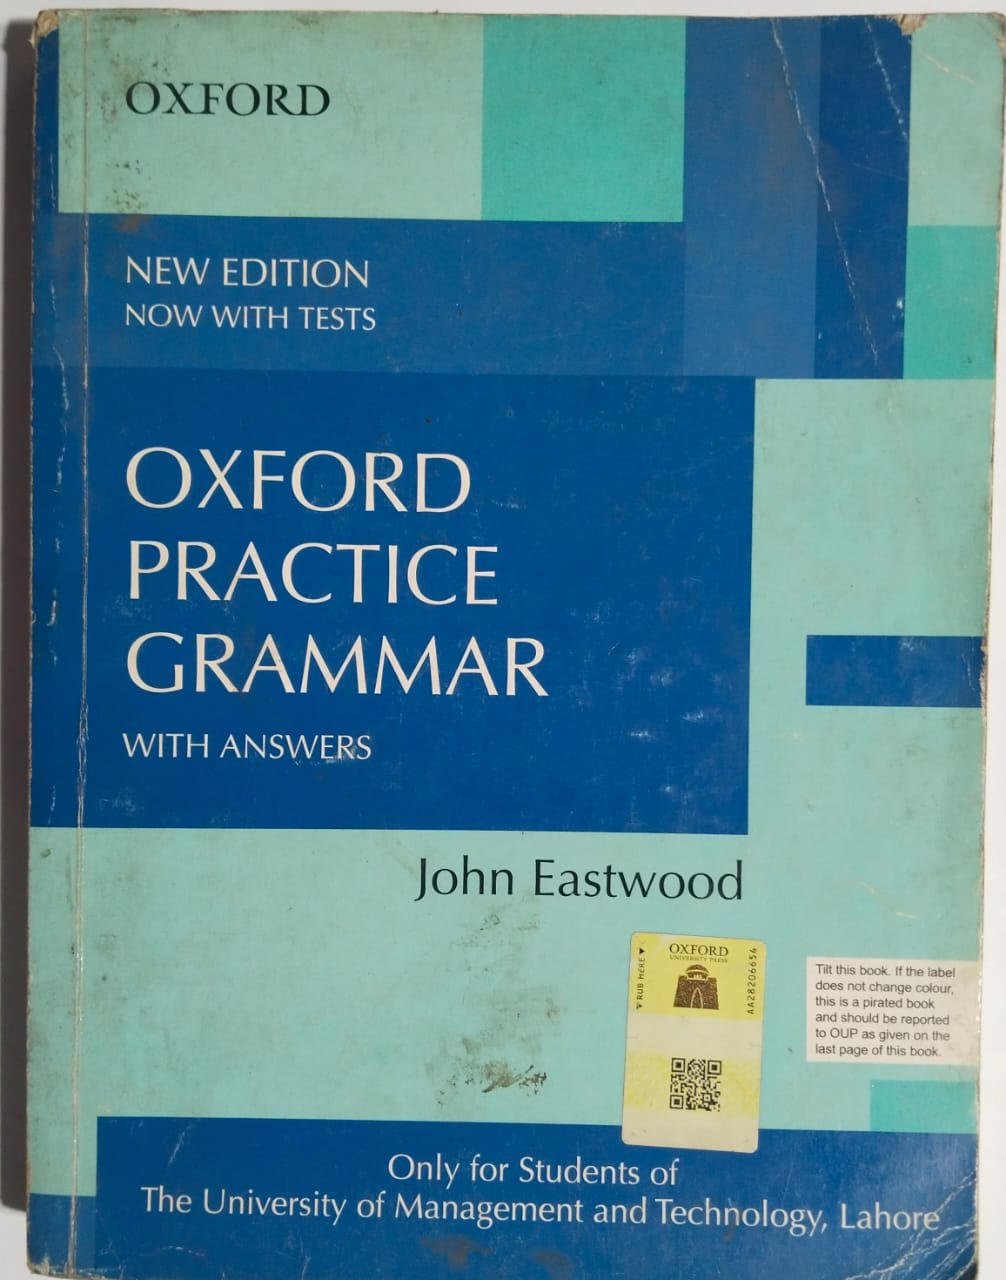 OXFORD
NEW EDITION
NOW WITH TESTS
OXFORD
PRACTICE
GRAMMAR
WITH ANSWERS
John Eastwood
OXFORD
UNIVERSITY PRESS
RUB HERE
AA28206654
Tilt this book. If the label
does not change colour,
this is a pirated book
and should be reported
to OUP as given on the
last page of this book.
Only for Students of
The University of Management and Technology, Lahore